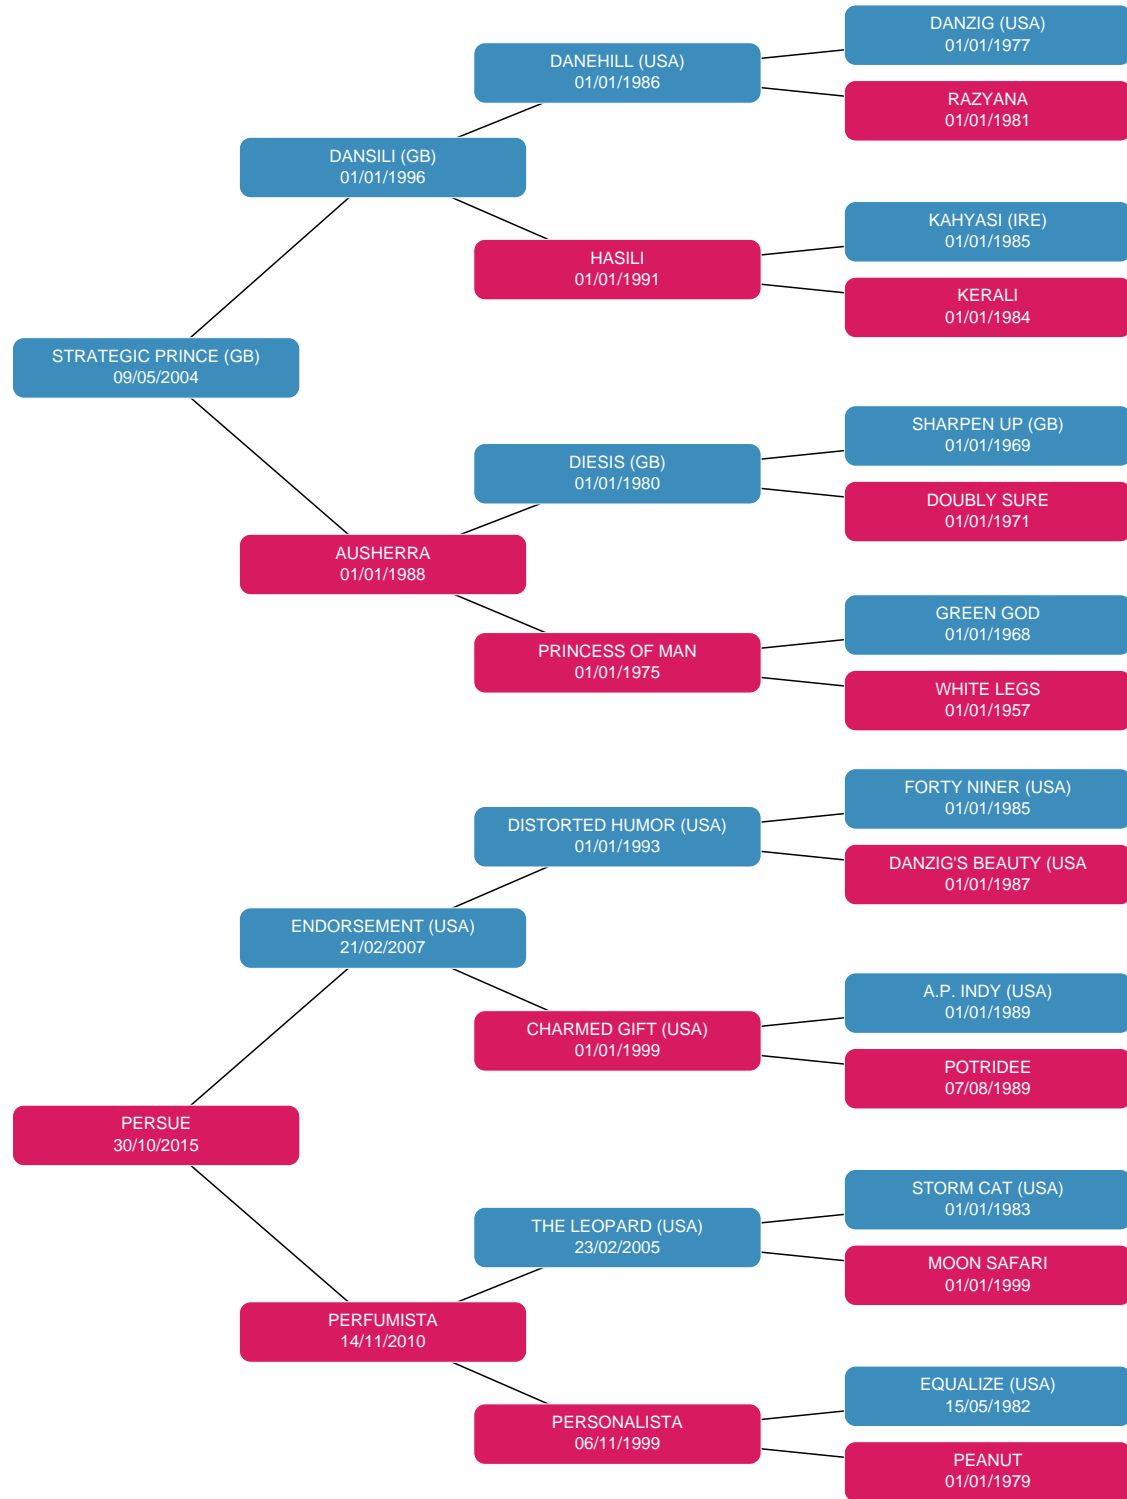 DANZIG (USA)
01/01/1977
DANEHILL (USA)
01/01/1986
RAZYANA
01/01/1981
DANSILI (GB)
01/01/1996
KAHYASI (IRE)
01/01/1985
HASILI
01/01/1991
KERALI
01/01/1984
STRATEGIC PRINCE (GB)
09/05/2004
SHARPEN UP (GB)
01/01/1969
DIESIS (GB)
01/01/1980
DOUBLY SURE
01/01/1971
AUSHERRA
01/01/1988
GREEN GOD
01/01/1968
PRINCESS OF MAN
01/01/1975
WHITE LEGS
01/01/1957
FORTY NINER (USA)
01/01/1985
DISTORTED HUMOR (USA)
01/01/1993
DANZIG'S BEAUTY (USA
01/01/1987
ENDORSEMENT (USA)
21/02/2007
A.P. INDY (USA)
01/01/1989
CHARMED GIFT (USA)
01/01/1999
POTRIDEE
07/08/1989
PERSUE
30/10/2015
STORM CAT (USA)
01/01/1983
THE LEOPARD (USA)
23/02/2005
MOON SAFARI
01/01/1999
PERFUMISTA
14/11/2010
EQUALIZE (USA)
15/05/1982
PERSONALISTA
06/11/1999
PEANUT
01/01/1979